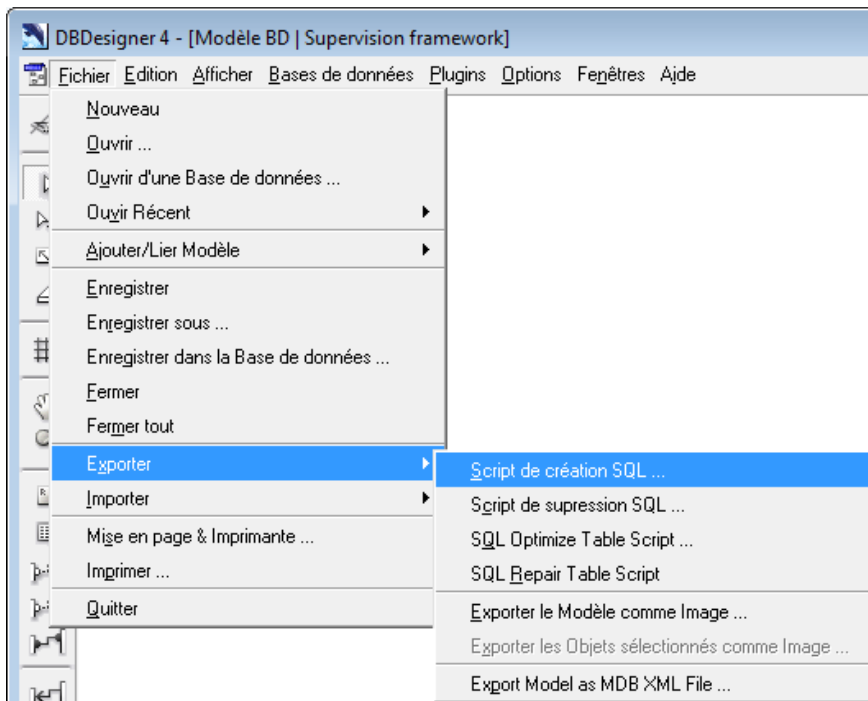 DBDesigner 4 - [Modèle BD | Supervision framework]
Fichier Edition Afficher Bases de données Plugins Options Fenêtres Ajde
Nouveau
Ouvrir ...
Ouvrir d'une Base de données ...
Ouvir Récent
Ajouter/Lier Modèle
Enregistrer
Enregistrer sous ...
Enregistrer dans la Base de données ...
Fermer
Fermer tout
Exporter
Importer
Mise en page & Imprimante ...
Imprimer ...
Quitter
Script de création SQL ...
Script de supression SQL ...
SQL Optimize Table Script ...
SQL Repair Table Script
Exporter le Modèle comme Image ...
Exporter les Objets sélectionnés comme Image ...
Export Model as MDB XML File ...